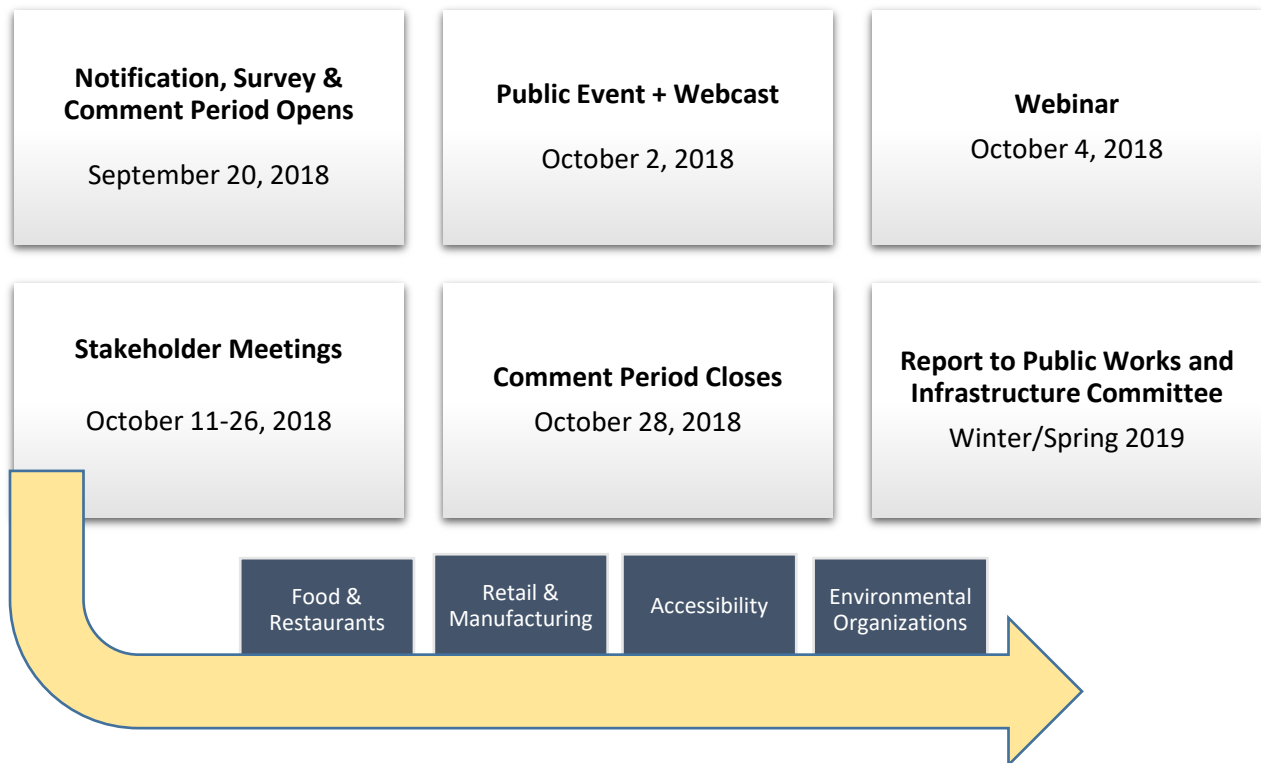 Notification, Survey &
Comment Period Opens
September 20, 2018
Public Event + Webcast
October 2, 2018
Webinar
October 4, 2018
Stakeholder Meetings
October 11-26, 2018
Comment Period Closes
October 28, 2018
Report to Public Works and
Infrastructure Committee
Winter/Spring 2019
Food &
Restaurants
Retail &
Manufacturing
Accessibility
Environmental
Organizations